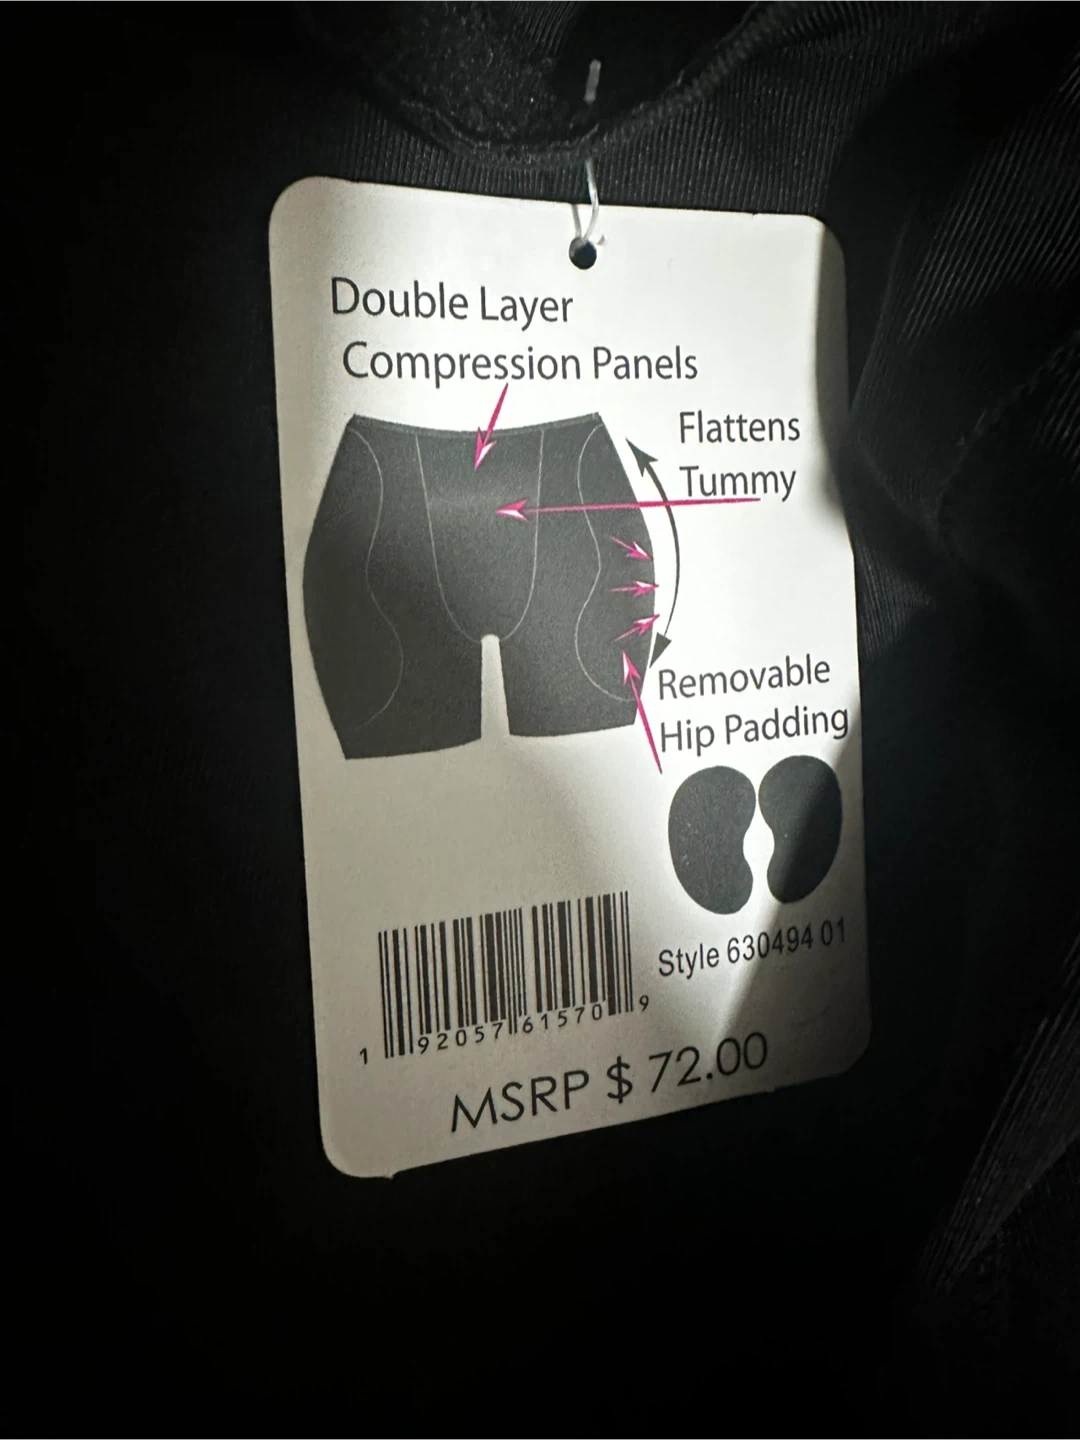 Double Layer
Compression Panels
Flattens
Tummy
Removable
Hip Padding
Style 630494 01
1 92057 61570 9
MSRP $ 72.00